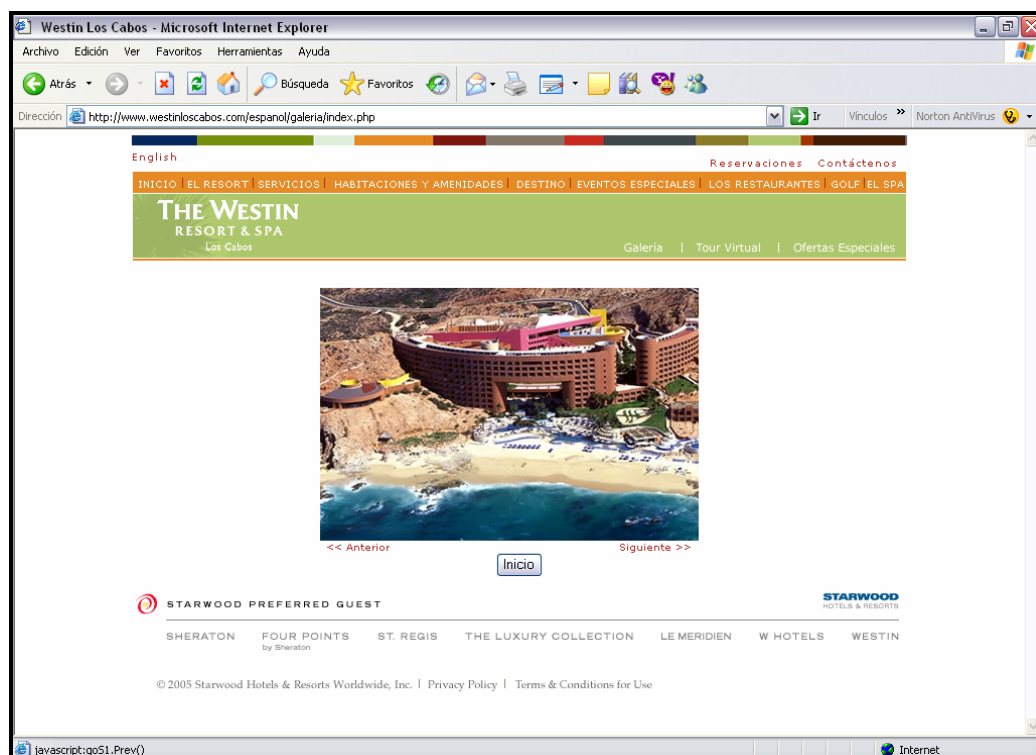 Westin Los Cabos - Microsoft Internet Explorer
Archivo Edición Ver Favoritos Herramientas Ayuda
Atrás Búsqueda Favoritos
Dirección http://www.westinloscabos.com/espanol/galeria/index.php Ir Vínculos » Norton AntiVirus
English
Reservaciones Contáctenos
INICIO | EL RESORT | SERVICIOS | HABITACIONES Y AMENIDADES | DESTINO | EVENTOS ESPECIALES | LOS RESTAURANTES | GOLF | EL SPA
THE WESTIN
RESORT & SPA
Los Cabos
Galería | Tour Virtual | Ofertas Especiales
<< Anterior Siguiente >>
Inicio
STARWOOD PREFERRED GUEST
STARWOOD
HOTELS & RESORTS
SHERATON FOUR POINTS ST. REGIS THE LUXURY COLLECTION LE MERIDIEN W HOTELS WESTIN
by Sheraton
© 2005 Starwood Hotels & Resorts Worldwide, Inc. | Privacy Policy | Terms & Conditions for Use
javascript:goS1.Prev() Internet